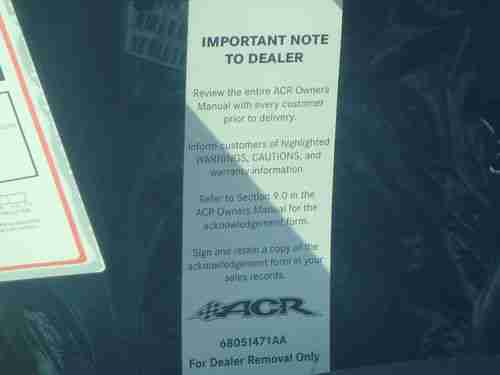 IMPORTANT NOTE
TO DEALER
Review the entire ACR Owners
Manual with every customer
prior to delivery.
Inform customers of highlighted
WARNINGS, CAUTIONS, and
warranty information
Refer to Section 9.0 in the
ACR Owners Manual for the
acknowledgement form.
Sign and retain a copy of the
acknowledgement form in your
sales records.
ACR
68051471AA
For Dealer Removal Only